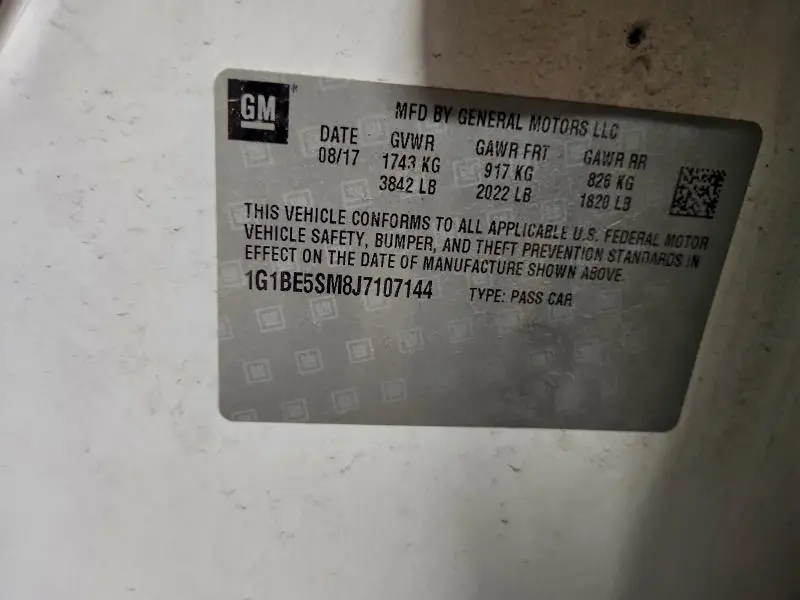 GM
MFD BY GENERAL MOTORS LLC
DATE GVWR GAWR FRT GAWR RR
08/17 1743 KG 917 KG 826 KG
3842 LB 2022 LB 1820 LB
THIS VEHICLE CONFORMS TO ALL APPLICABLE U.S. FEDERAL MOTOR
VEHICLE SAFETY, BUMPER, AND THEFT PREVENTION STANDARDS IN
EFFECT ON THE DATE OF MANUFACTURE SHOWN ABOVE.
1G1BE5SM8J7107144 TYPE: PASS CAR